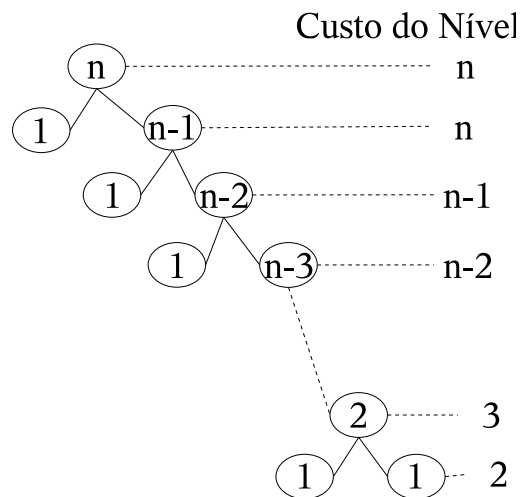 Custo do Nível
n n
1 n-1 n
1 n-2 n-1
1 n-3 n-2
2 3
1 1 2